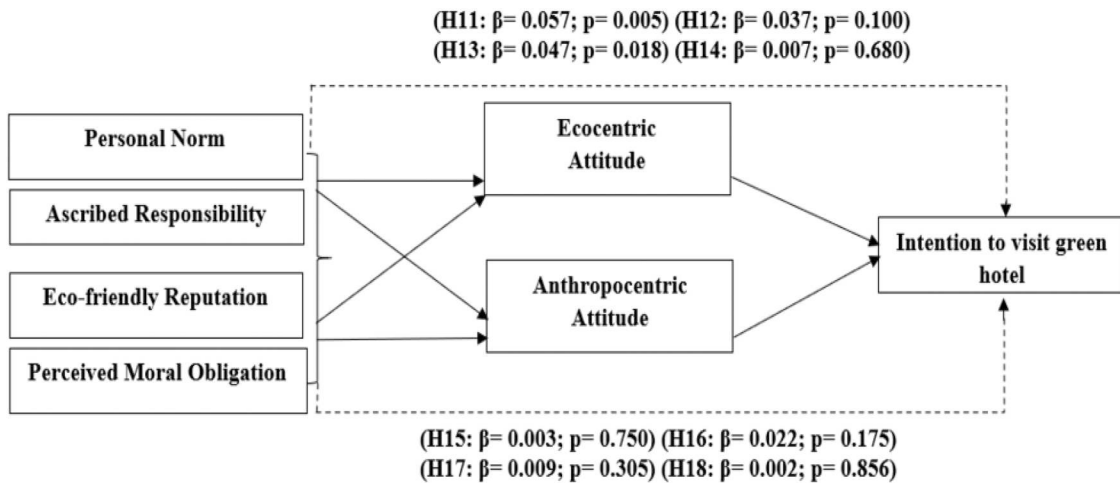 (H11: β= 0.057; p= 0.005) (H12: β= 0.037; p= 0.100)
(H13: β= 0.047; p= 0.018) (H14: β= 0.007; p= 0.680)
Personal Norm
Ascribed Responsibility
Eco-friendly Reputation
Perceived Moral Obligation
Ecocentric
Attitude
Anthropocentric
Attitude
Intention to visit green
hotel
(H15: β= 0.003; p= 0.750) (H16: β= 0.022; p= 0.175)
(H17: β= 0.009; p= 0.305) (H18: β= 0.002; p= 0.856)